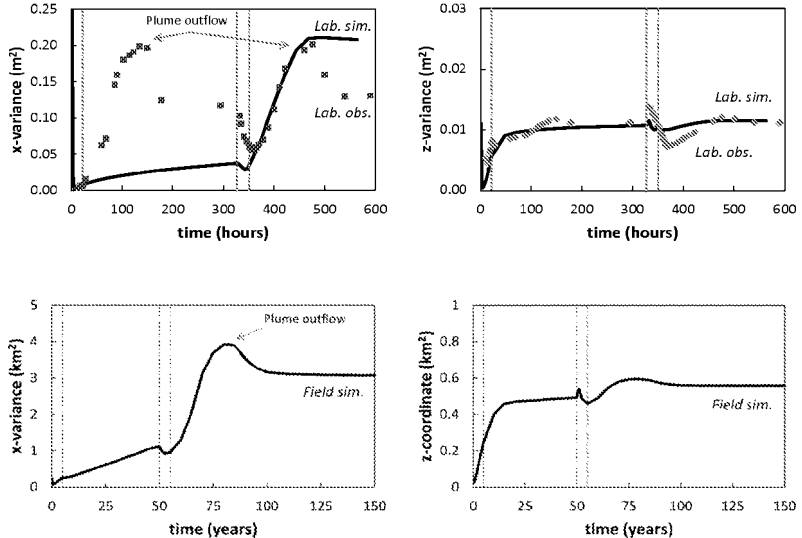 Plume outflow
Lab. sim.
Lab. obs.
x-variance (m²)
0.25
0.20
0.15
0.10
0.05
0.00
0 100 200 300 400 500 600
time (hours)
Lab. sim.
Lab. obs.
z-variance (m²)
0.03
0.02
0.01
0.00
0 100 200 300 400 500 600
time (hours)
Plume outflow
Field sim.
x-variance (km²)
5
4
3
2
1
0
0 25 50 75 100 125 150
time (years)
Field sim.
z-coordinate (km²)
1
0.8
0.6
0.4
0.2
0
0 25 50 75 100 125 150
time (years)